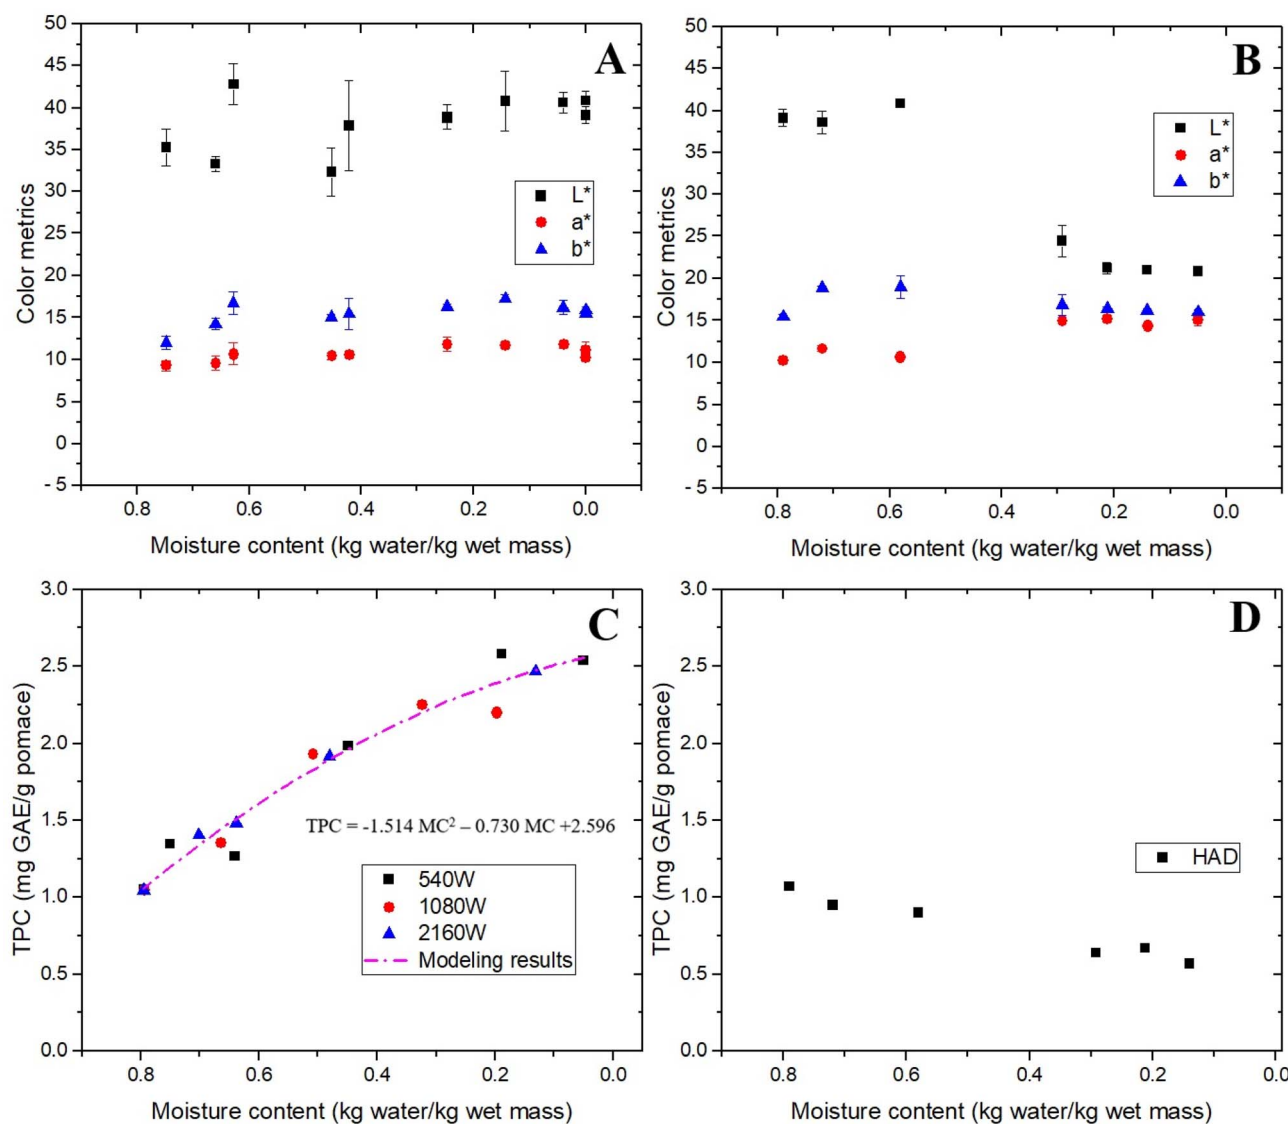 A
50
45
40
35
30
25
20
15
10
5
0
- 5
Color metrics
L*
a*
b*
0.8
0.6
0.4
0.2
0.0
Moisture content (kg water/kg wet mass)
B
50
45
40
35
30
25
20
15
10
5
0
- 5
Color metrics
L*
a*
b*
0.8
0.6
0.4
0.2
0.0
Moisture content (kg water/kg wet mass)
C
3.0
2.5
2.0
1.5
1.0
0.5
0.0
TPC (mg GAE/g pomace)
TPC = -1.514 MC² – 0.730 MC +2.596
540W
1080W
2160W
Modeling results
0.8
0.6
0.4
0.2
0.0
Moisture content (kg water/kg wet mass)
D
3.0
2.5
2.0
1.5
1.0
0.5
0.0
TPC (mg GAE/g pomace)
HAD
0.8
0.6
0.4
0.2
0.0
Moisture content (kg water/kg wet mass)